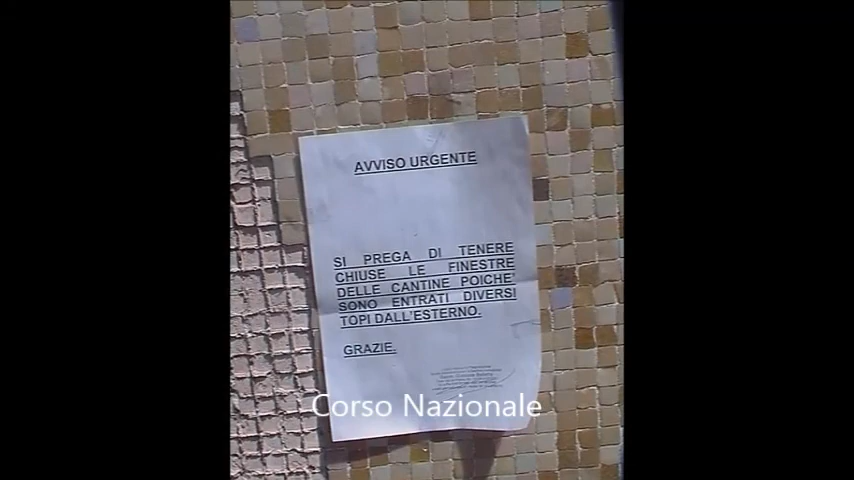 AVVISO URGENTE
SI PREGA DI TENERE
CHIUSE LE FINESTRE
DELLE CANTINE POICHE'
SONO ENTRATI DIVERSI
TOPI DALL'ESTERNO.
GRAZIE.
Corso Nazionale